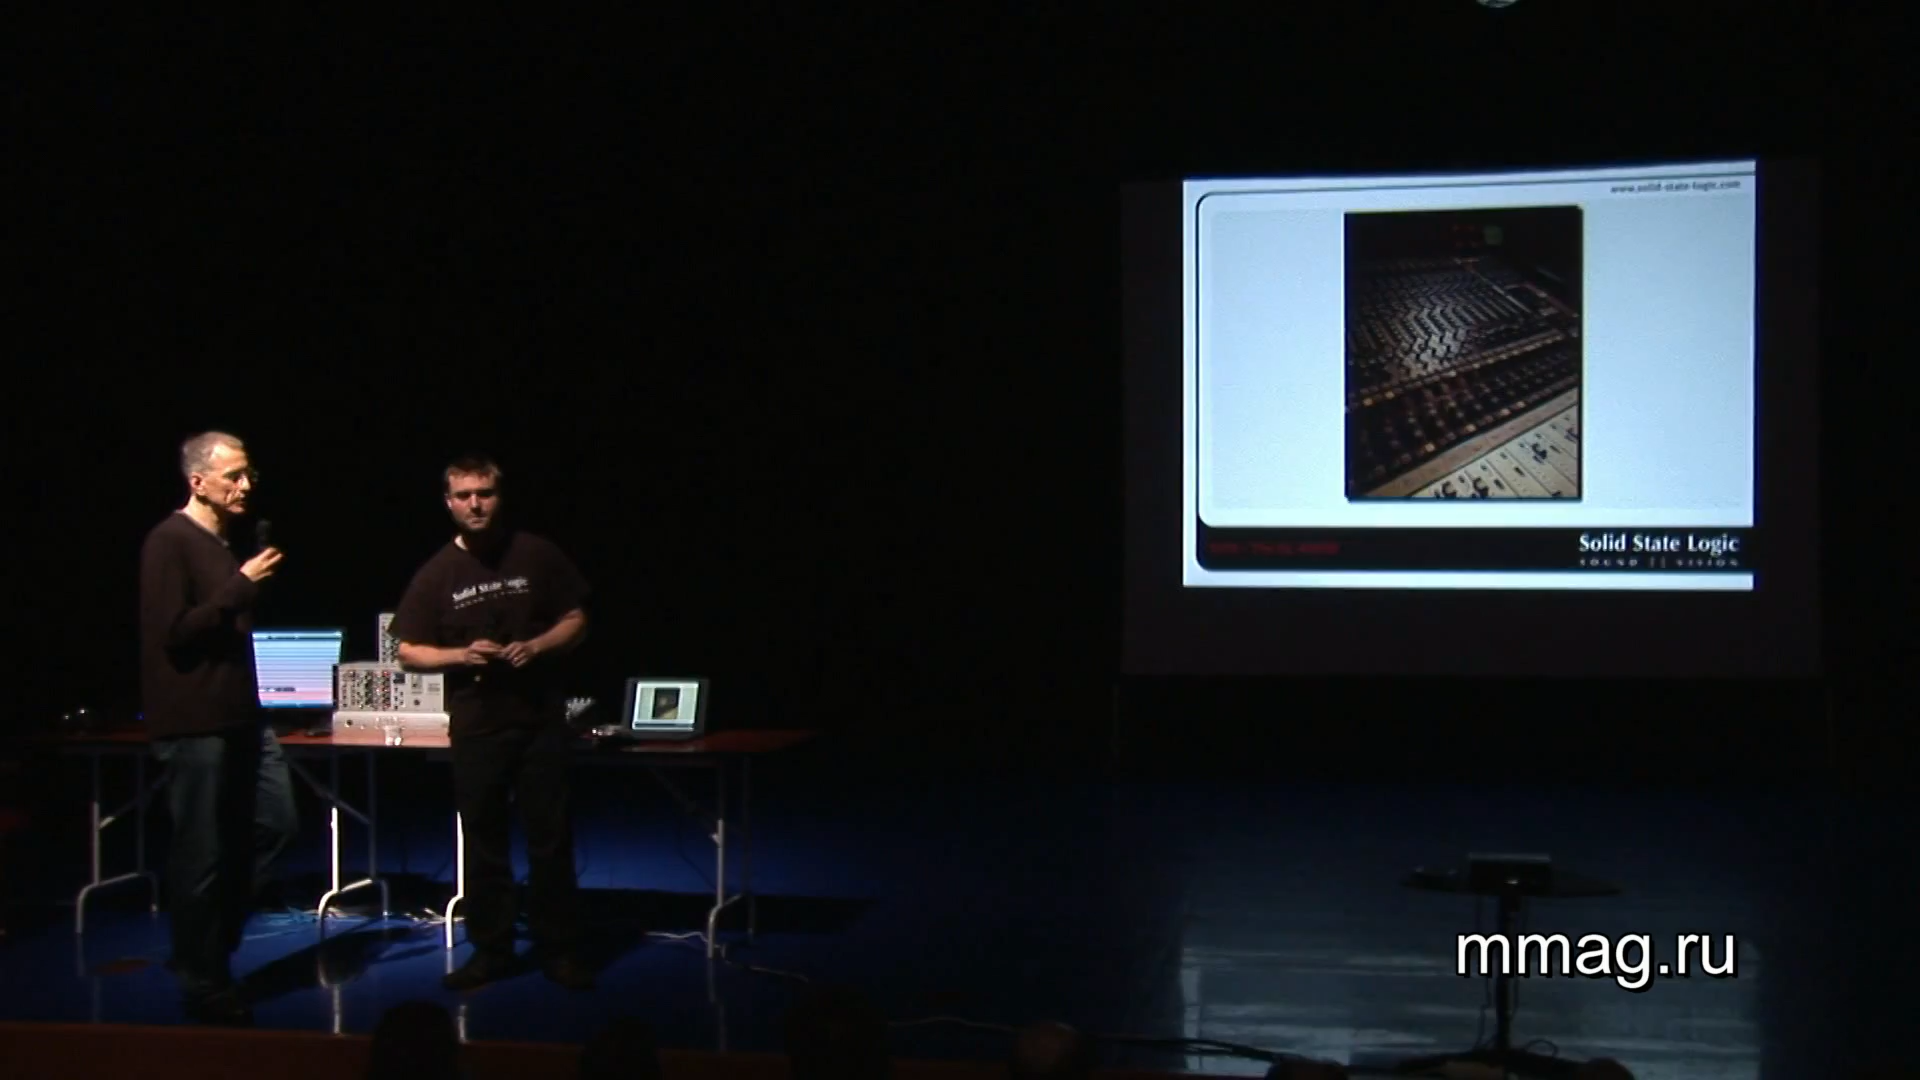 www.solid-state-logic.com
Solid State Logic
SOUND || VISION
Solid State Logic
mmag.ru